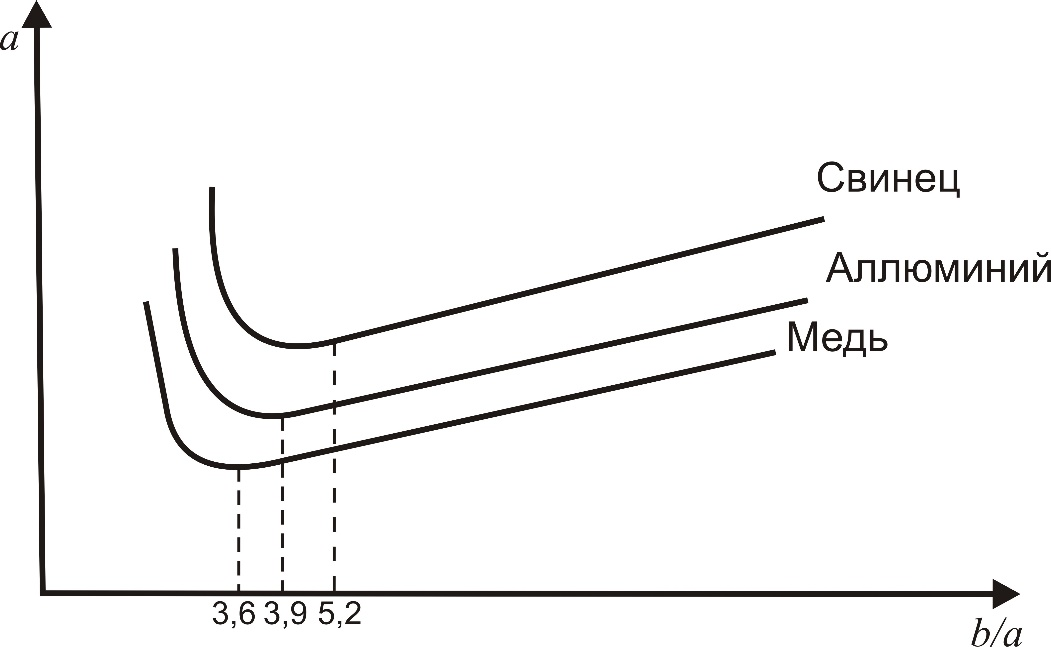 a
Свинец
Аллюминий
Медь
3,6 3,9 5,2
b/a